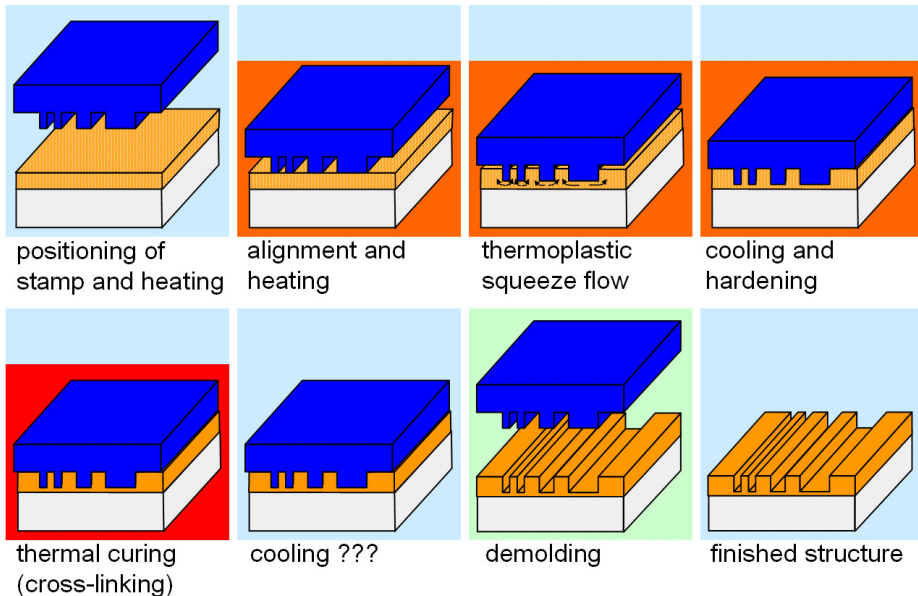 positioning of
stamp and heating
alignment and
heating
thermoplastic
squeeze flow
cooling and
hardening
thermal curing
(cross-linking)
cooling ???
demolding
finished structure